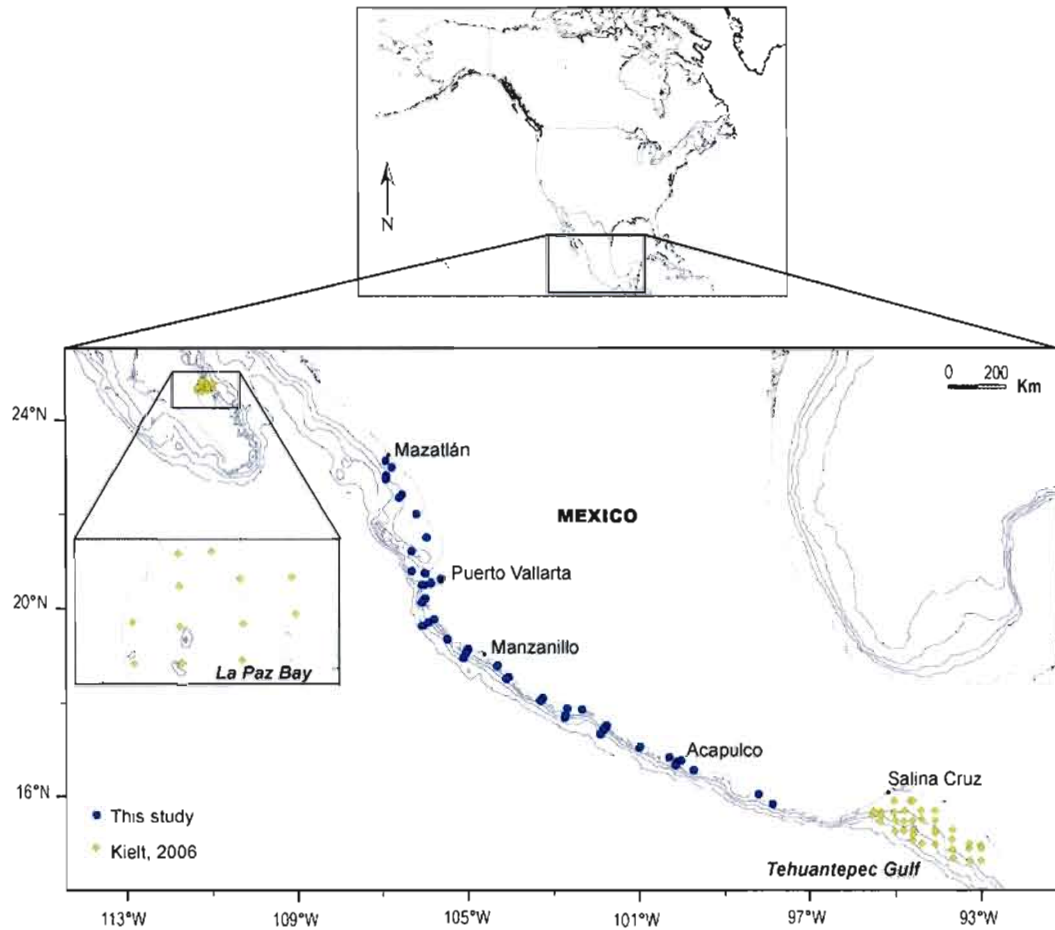 N
0 200 Km
24°N
Mazatlán
MEXICO
Puerto Vallarta
20°N
Manzanillo
La Paz Bay
Acapulco
Salina Cruz
16°N
This study
Kielt, 2006
Tehuantepec Gulf
113°W 109°W 105°W 101°W 97°W 93°W